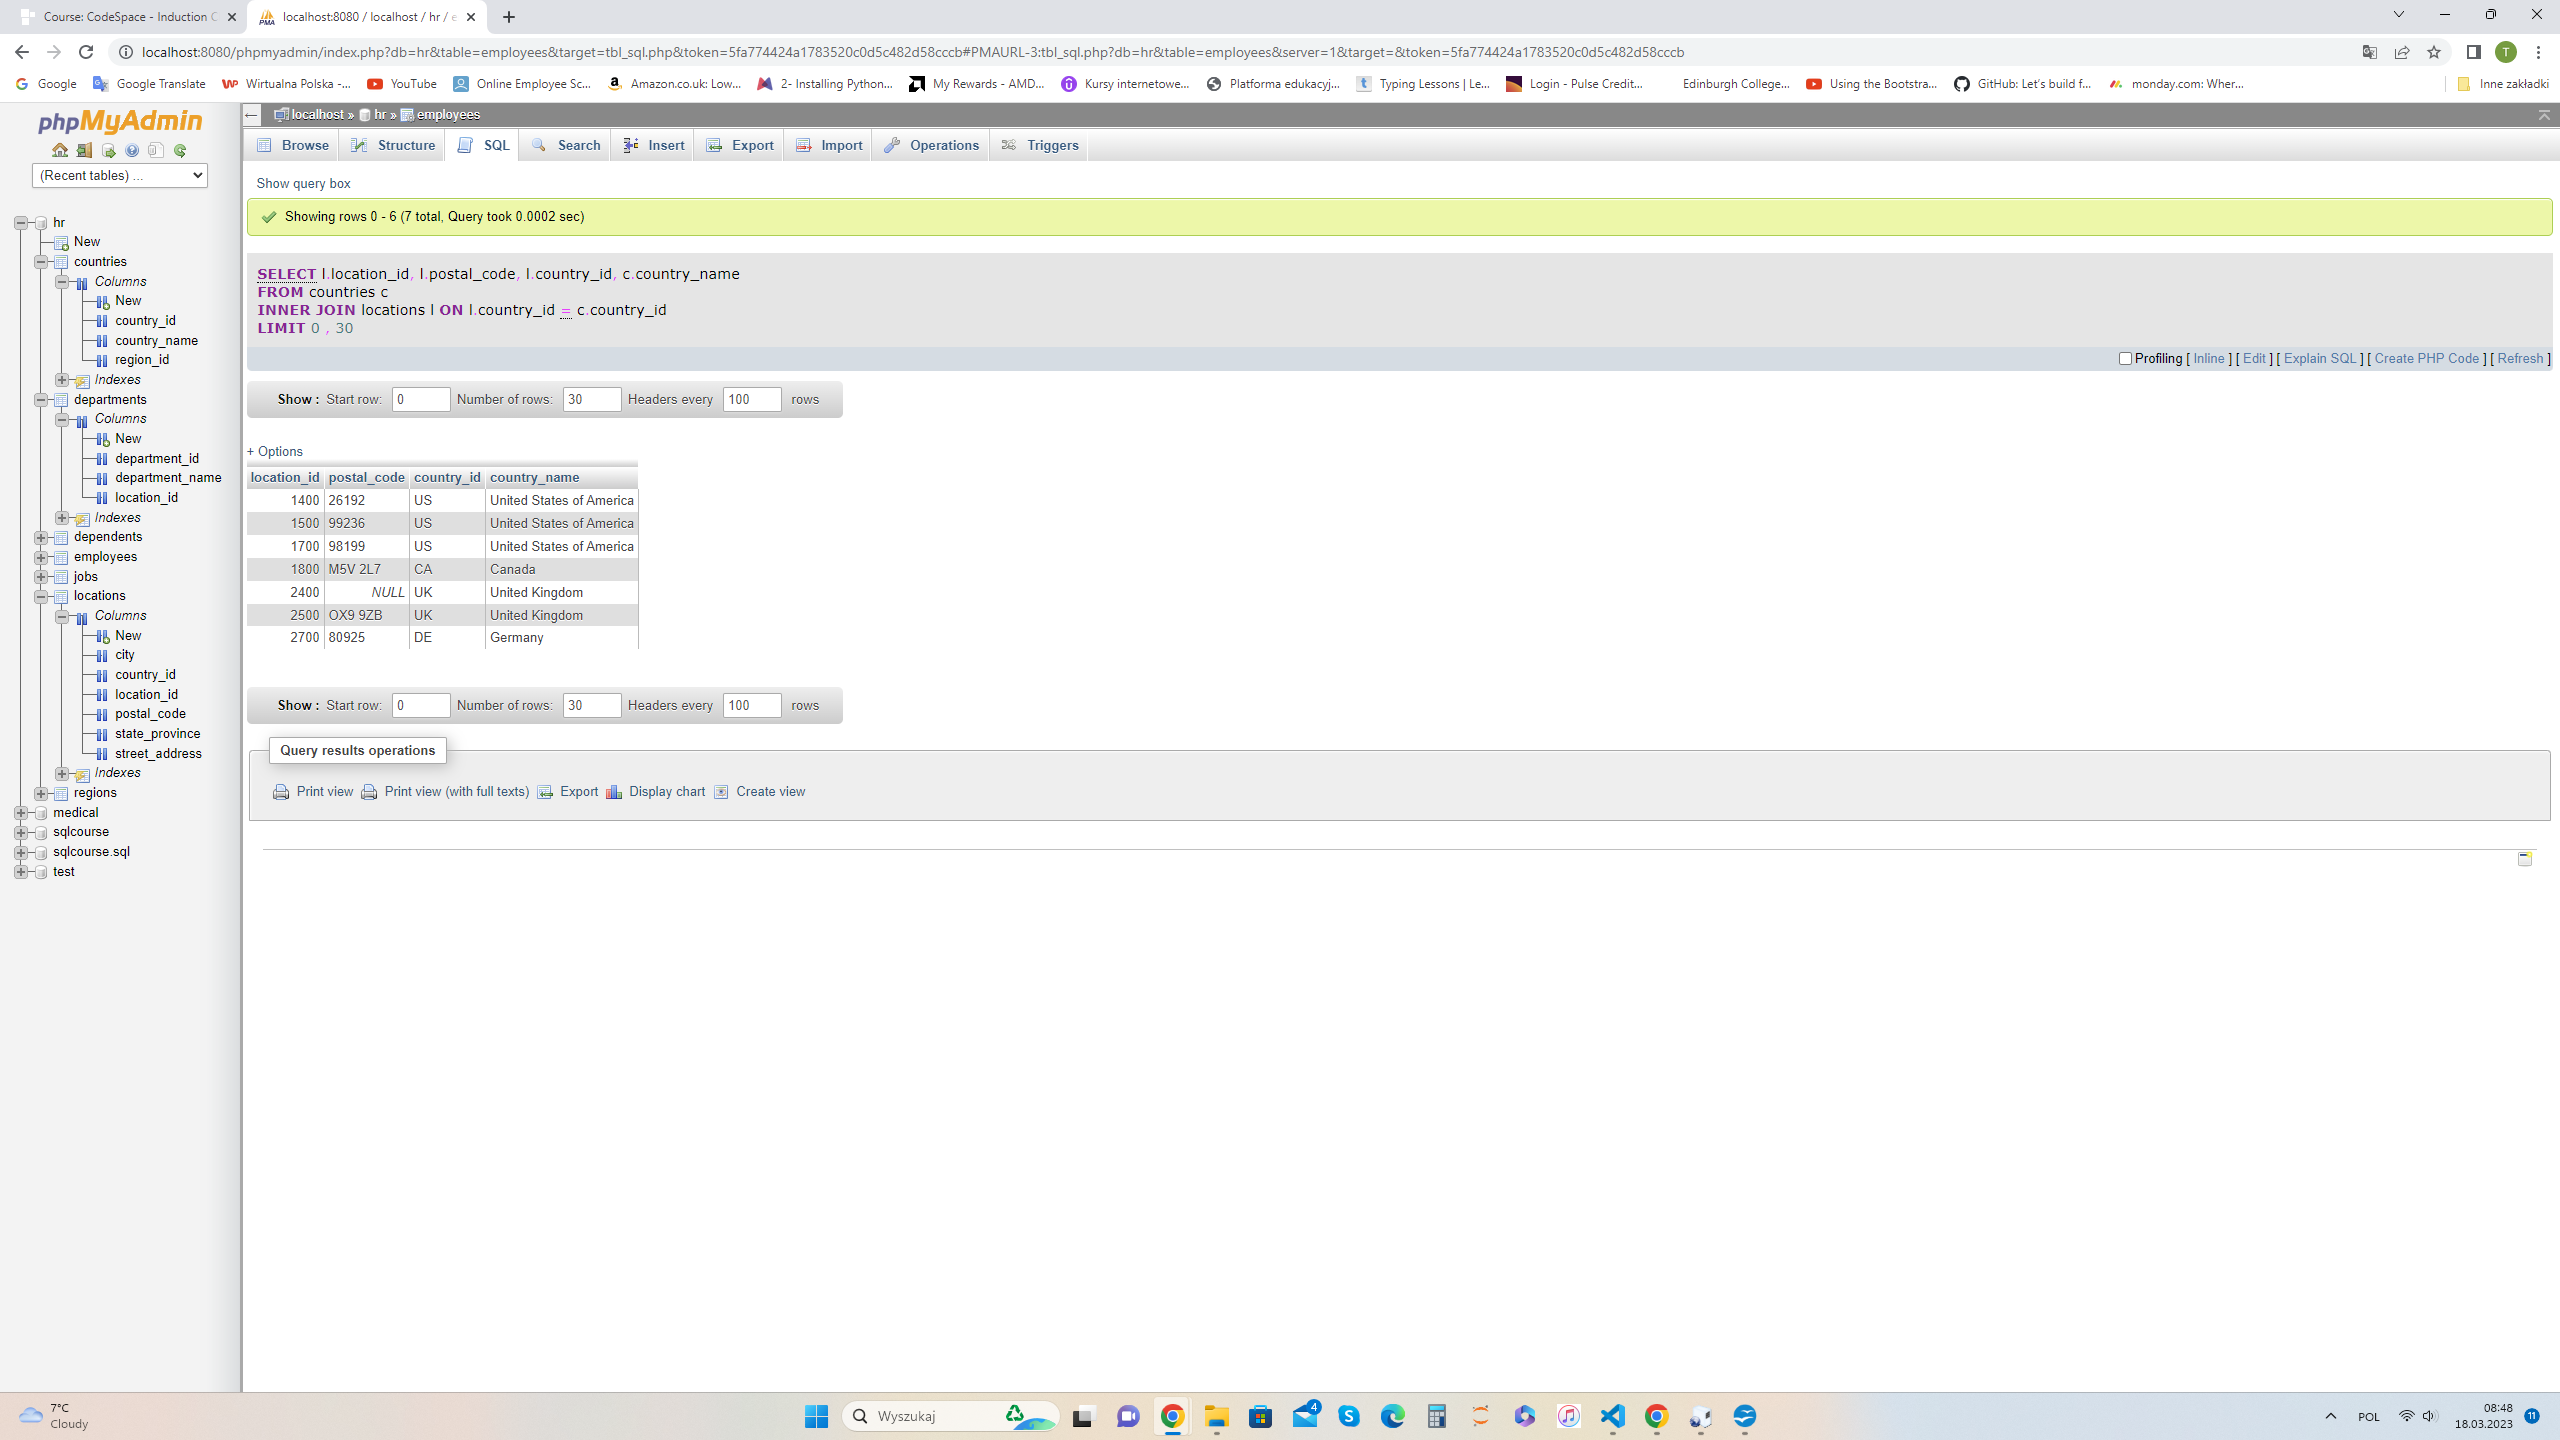 Course: CodeSpace - Induction C
localhost:8080 / localhost / hr / e
localhost:8080/phpmyadmin/index.php?db=hr&table=employees&target=tbl_sql.php&token=5fa774424a1783520c0d5c482d58cccb#PMAURL-3:tbl_sql.php?db=hr&table=employees&server=1&target=&token=5fa774424a1783520c0d5c482d58cccb
T
Google Google Translate Wirtualna Polska -... YouTube Online Employee Sc... Amazon.co.uk: Low... 2- Installing Python... My Rewards - AMD... Kursy internetowe... Platforma edukacyj... Typing Lessons | Le... Login - Pulse Credit... Edinburgh College... Using the Bootstra... GitHub: Let's build f... monday.com: Wher... Inne zakładki
phpMyAdmin
(Recent tables) ...
hr
New
countries
Columns
New
country_id
country_name
region_id
Indexes
departments
Columns
New
department_id
department_name
location_id
Indexes
dependents
employees
jobs
locations
Columns
New
city
country_id
location_id
postal_code
state_province
street_address
Indexes
regions
medical
sqlcourse
sqlcourse.sql
test
localhost » hr » employees
Browse Structure SQL Search Insert Export Import Operations Triggers
Show query box
Showing rows 0 - 6 (7 total, Query took 0.0002 sec)
SELECT l.location_id, l.postal_code, l.country_id, c.country_name
FROM countries c
INNER JOIN locations l ON l.country_id = c.country_id
LIMIT 0 , 30
Profiling [ Inline ] [ Edit ] [ Explain SQL ] [ Create PHP Code ] [ Refresh ]
Show : Start row: 0 Number of rows: 30 Headers every 100 rows
+ Options
location_id postal_code country_id country_name
1400 26192 US United States of America
1500 99236 US United States of America
1700 98199 US United States of America
1800 M5V 2L7 CA Canada
2400 NULL UK United Kingdom
2500 OX9 9ZB UK United Kingdom
2700 80925 DE Germany
Show : Start row: 0 Number of rows: 30 Headers every 100 rows
Query results operations
Print view Print view (with full texts) Export Display chart Create view
7°C
Cloudy
Wyszukaj
4
POL
08:48
18.03.2023
11